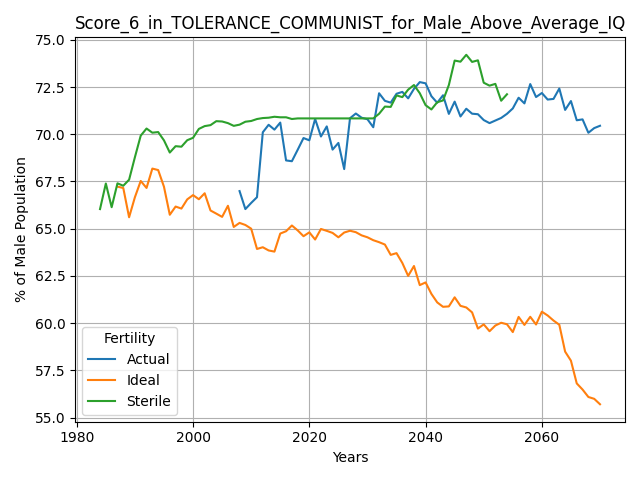 Score_6_in_TOLERANCE_COMMUNIST_for_Male_Above_Average_IQ
75.0
72.5
70.0
67.5
65.0
62.5
60.0
57.5
55.0
% of Male Population
Fertility
Actual
Ideal
Sterile
1980 2000 2020 2040 2060
Years